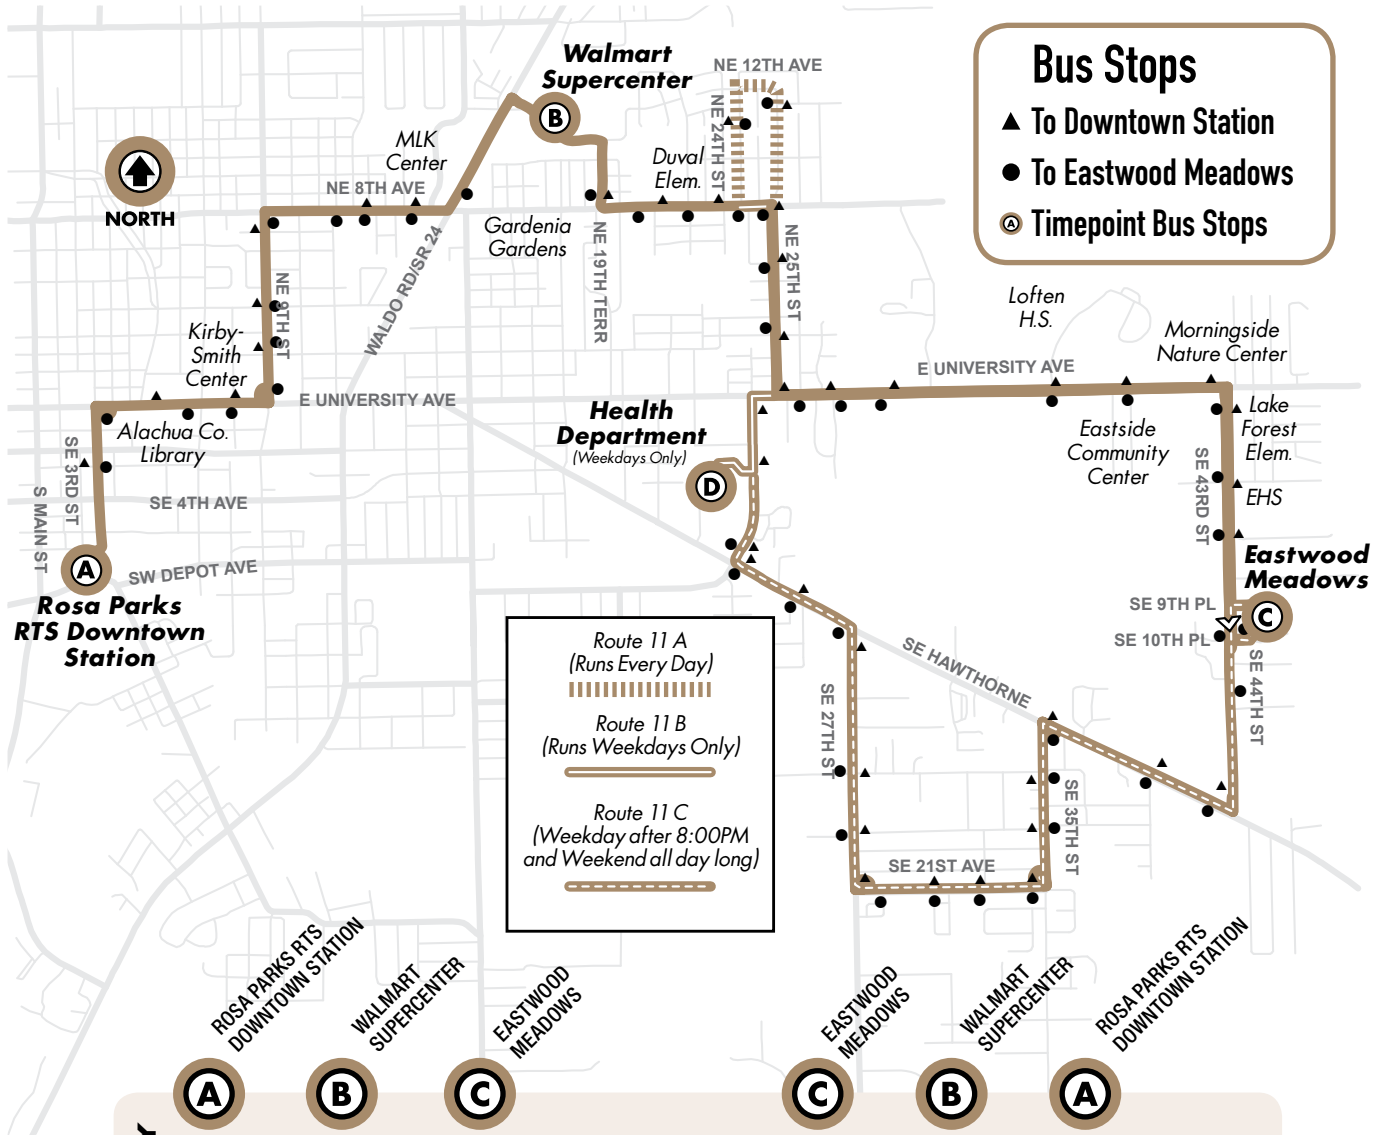 Walmart
Supercenter
B
NE 12TH AVE
NE 24TH ST
Bus Stops
To Downtown Station
To Eastwood Meadows
A Timepoint Bus Stops
NORTH
MLK
Center
NE 8TH AVE
Duval
Elem.
Gardenia
Gardens
NE 19TH TERR
NE 25TH ST
WALDO RD/SR 24
NE 9TH ST
Kirby-
Smith
Center
E UNIVERSITY AVE
Alachua Co.
Library
SE 3RD ST
S MAIN ST
SE 4TH AVE
SW DEPOT AVE
A
Rosa Parks
RTS Downtown
Station
Health
Department
(Weekdays Only)
D
Loften
H.S.
Morningside
Nature Center
E UNIVERSITY AVE
Eastside
Community
Center
Lake
Forest
Elem.
EHS
SE 43RD ST
Eastwood
Meadows
C
SE 9TH PL
SE 10TH PL
SE 44TH ST
SE HAWTHORNE
SE 27TH ST
SE 35TH ST
SE 21ST AVE
Route 11 A
(Runs Every Day)
Route 11 B
(Runs Weekdays Only)
Route 11 C
(Weekday after 8:00PM
and Weekend all day long)
ROSA PARKS RTS
DOWNTOWN STATION
WALMART
SUPERCENTER
EASTWOOD
MEADOWS
EASTWOOD
MEADOWS
WALMART
SUPERCENTER
ROSA PARKS RTS
DOWNTOWN STATION
A
B
C
C
B
A
Y